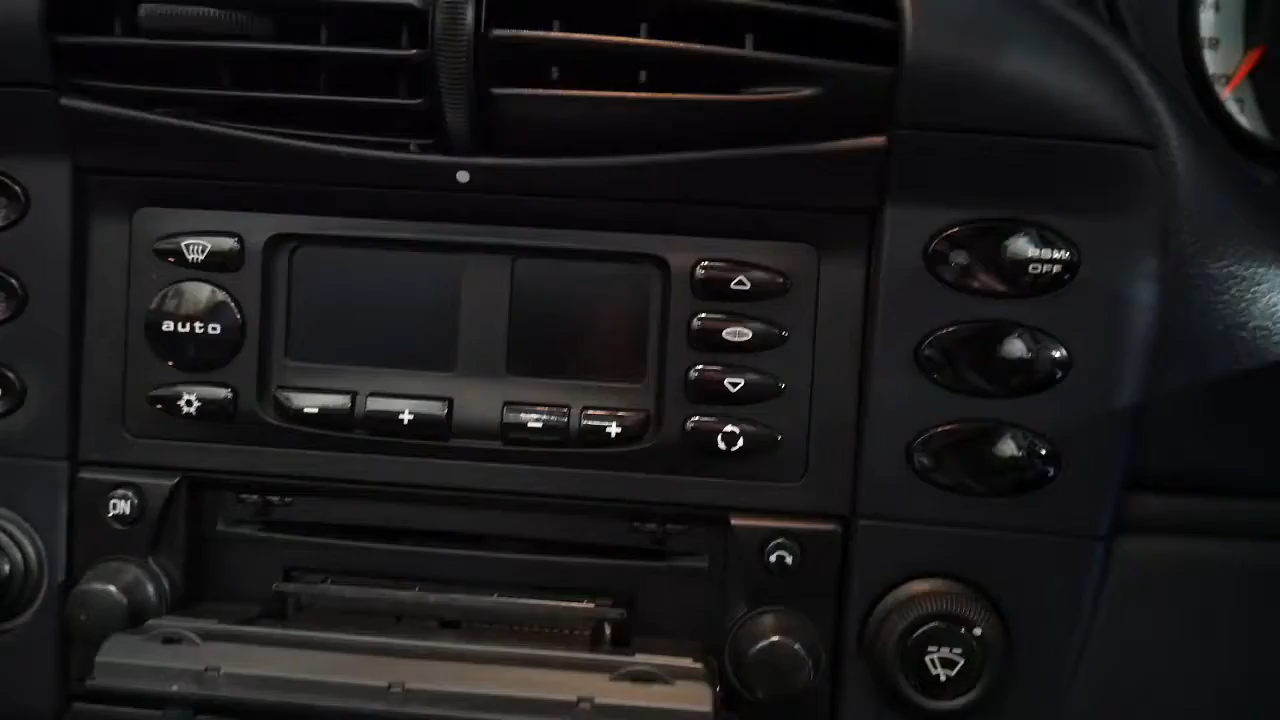 PSM
OFF
auto
- + - +
ON